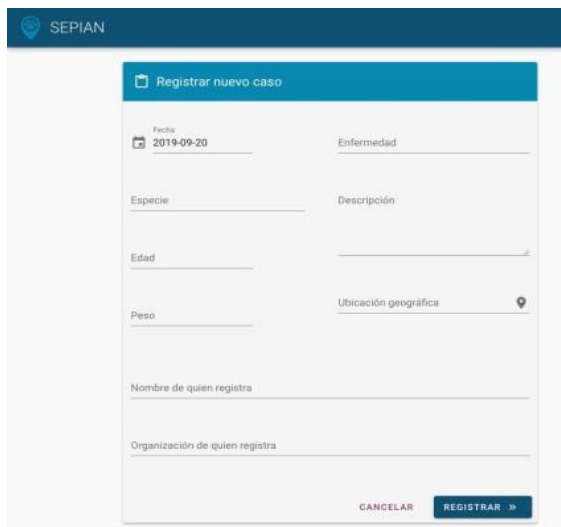 SEPIAN
Registrar nuevo caso
Fecha
2019-09-20
Enfermedad
Especie
Descripción
Edad
Ubicación geográfica
Peso
Nombre de quien registra
Organización de quien registra
CANCELAR
REGISTRAR »